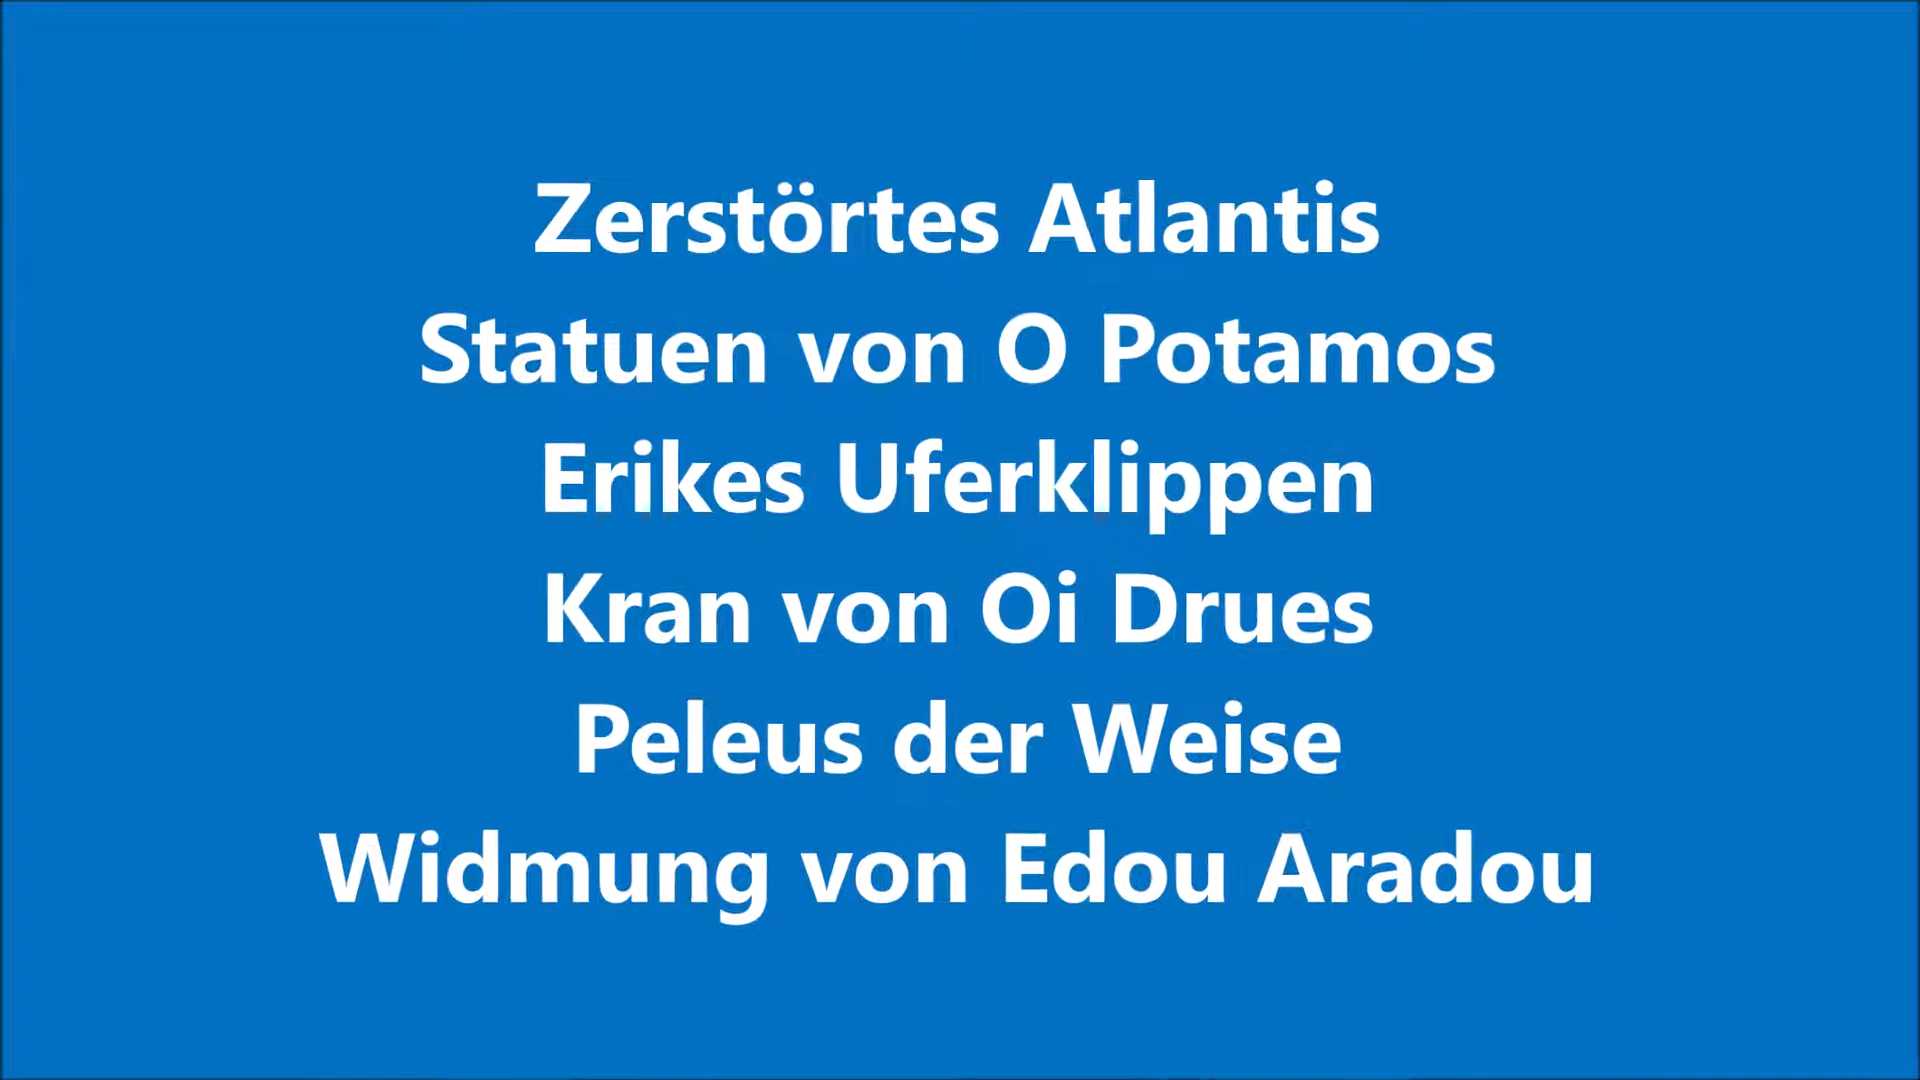 Zerstörtes Atlantis
Statuen von O Potamos
Erikes Uferklippen
Kran von Oi Drues
Peleus der Weise
Widmung von Edou Aradou